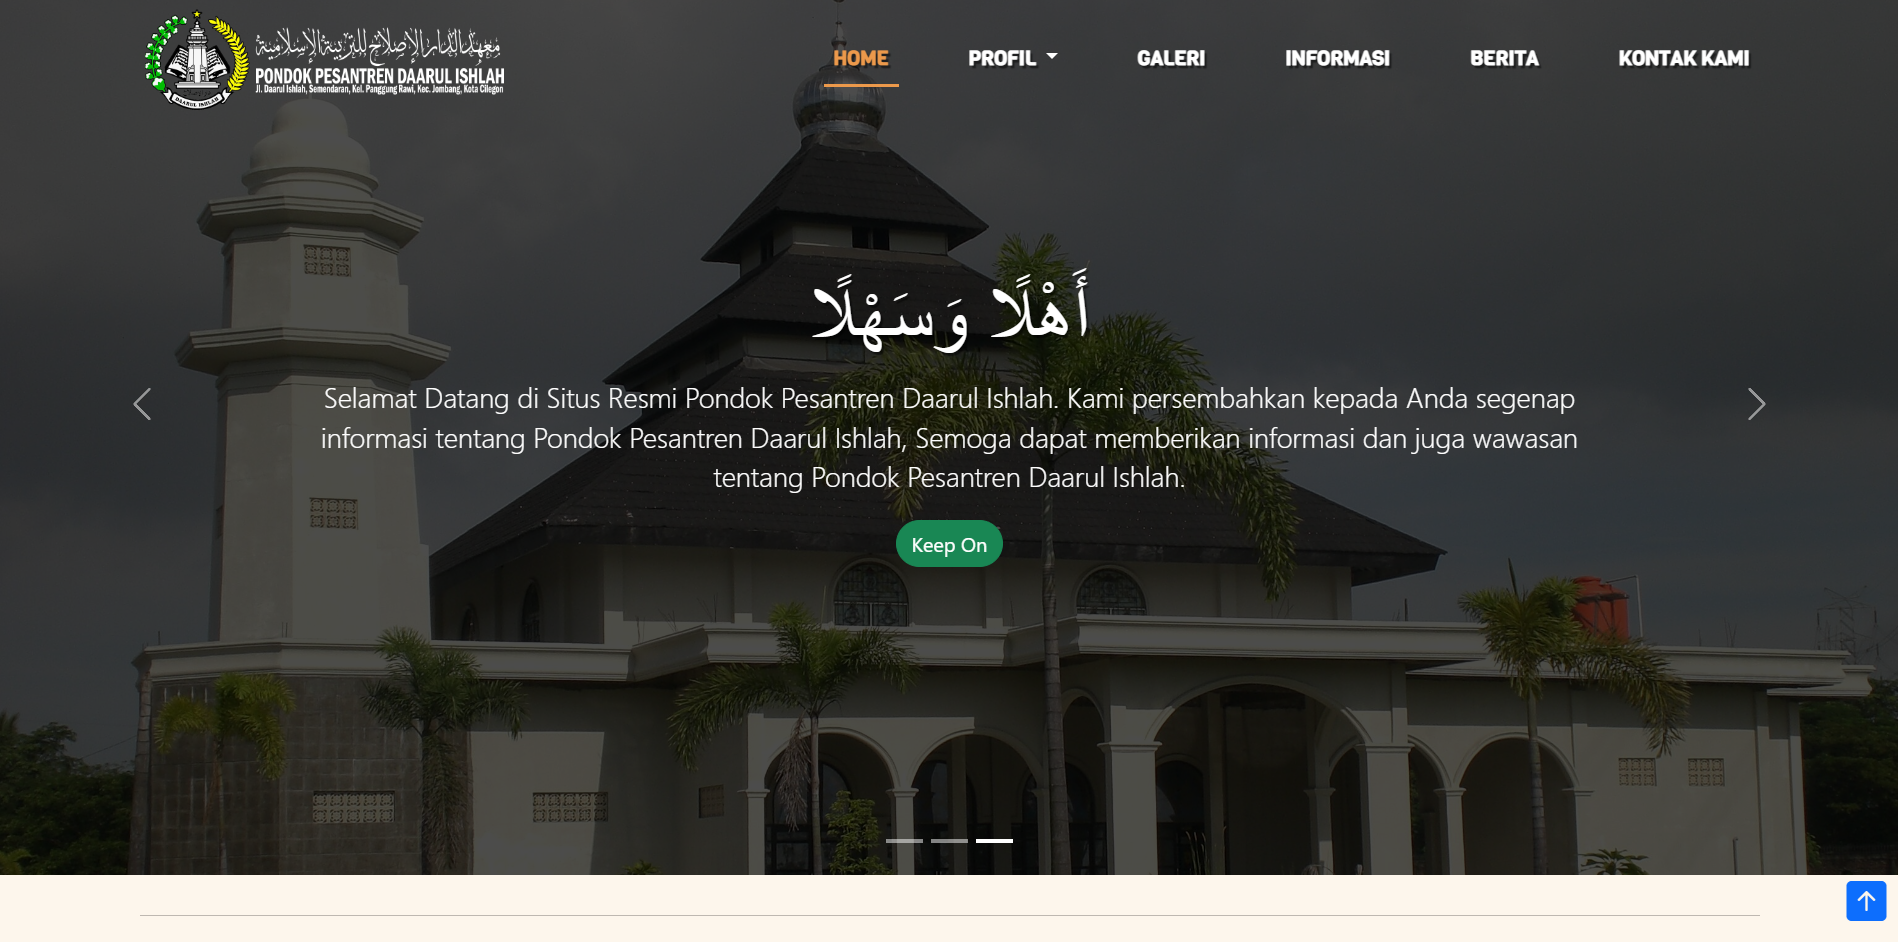 معهد الدار الإصلاح للتربية الإسلامية
PONDOK PESANTREN DAARUL ISHLAH
Jl. Daarul Ishlah, Semendaran, Kel. Panggung Rawi, Kec. Jombang, Kota Cilegon
DAARUL ISHLAH
HOME
PROFIL
GALERI
INFORMASI
BERITA
KONTAK KAMI
أَهْلًا وَسَهْلًا
Selamat Datang di Situs Resmi Pondok Pesantren Daarul Ishlah. Kami persembahkan kepada Anda segenap
informasi tentang Pondok Pesantren Daarul Ishlah, Semoga dapat memberikan informasi dan juga wawasan
tentang Pondok Pesantren Daarul Ishlah.
Keep On